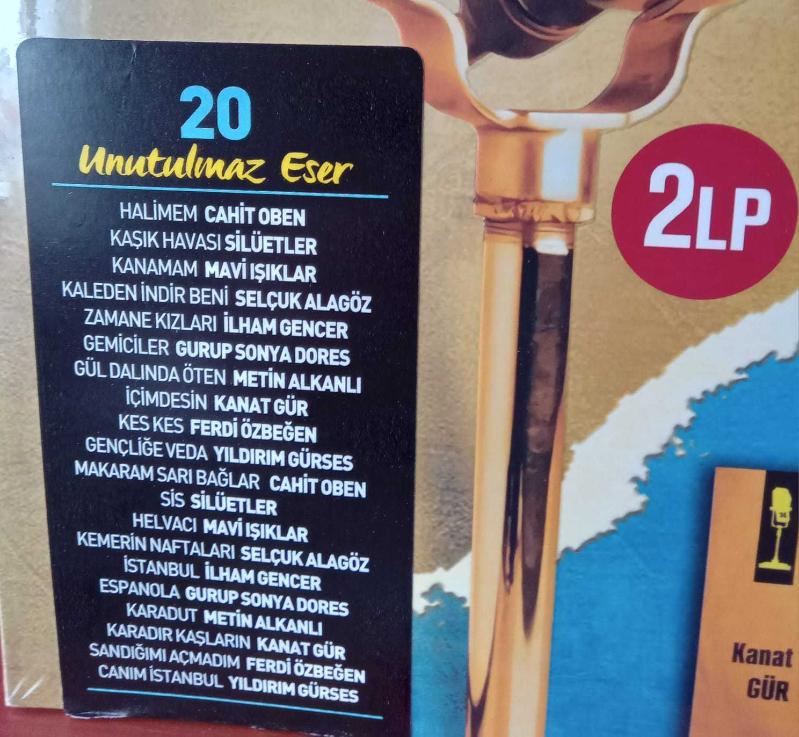 20
Unutulmaz Eser
HALİMEM CAHİT OBEN
KAŞIK HAVASI SİLÜETLER
KANAMAM MAVİ IŞIKLAR
KALEDEN İNDİR BENİ SELÇUK ALAGÖZ
ZAMANE KIZLARI İLHAM GENCER
GEMİCİLER GURUP SONYA DORES
GÜL DALINDA ÖTEN METİN ALKANLI
İÇİMDESİN KANAT GÜR
KES KES FERDİ ÖZBEĞEN
GENÇLİĞE VEDA YILDIRIM GÜRSES
MAKARAM SARI BAĞLAR CAHİT OBEN
SİS SİLÜETLER
HELVACI MAVİ IŞIKLAR
KEMERİN NAFTALARI SELÇUK ALAGÖZ
İSTANBUL İLHAM GENCER
ESPANOLA GURUP SONYA DORES
KARADUT METİN ALKANLI
KARADIR KAŞLARIN KANAT GÜR
SANDIĞIMI AÇMADIM FERDİ ÖZBEĞEN
CANIM İSTANBUL YILDIRIM GÜRSES
2LP
Kanat
GÜR